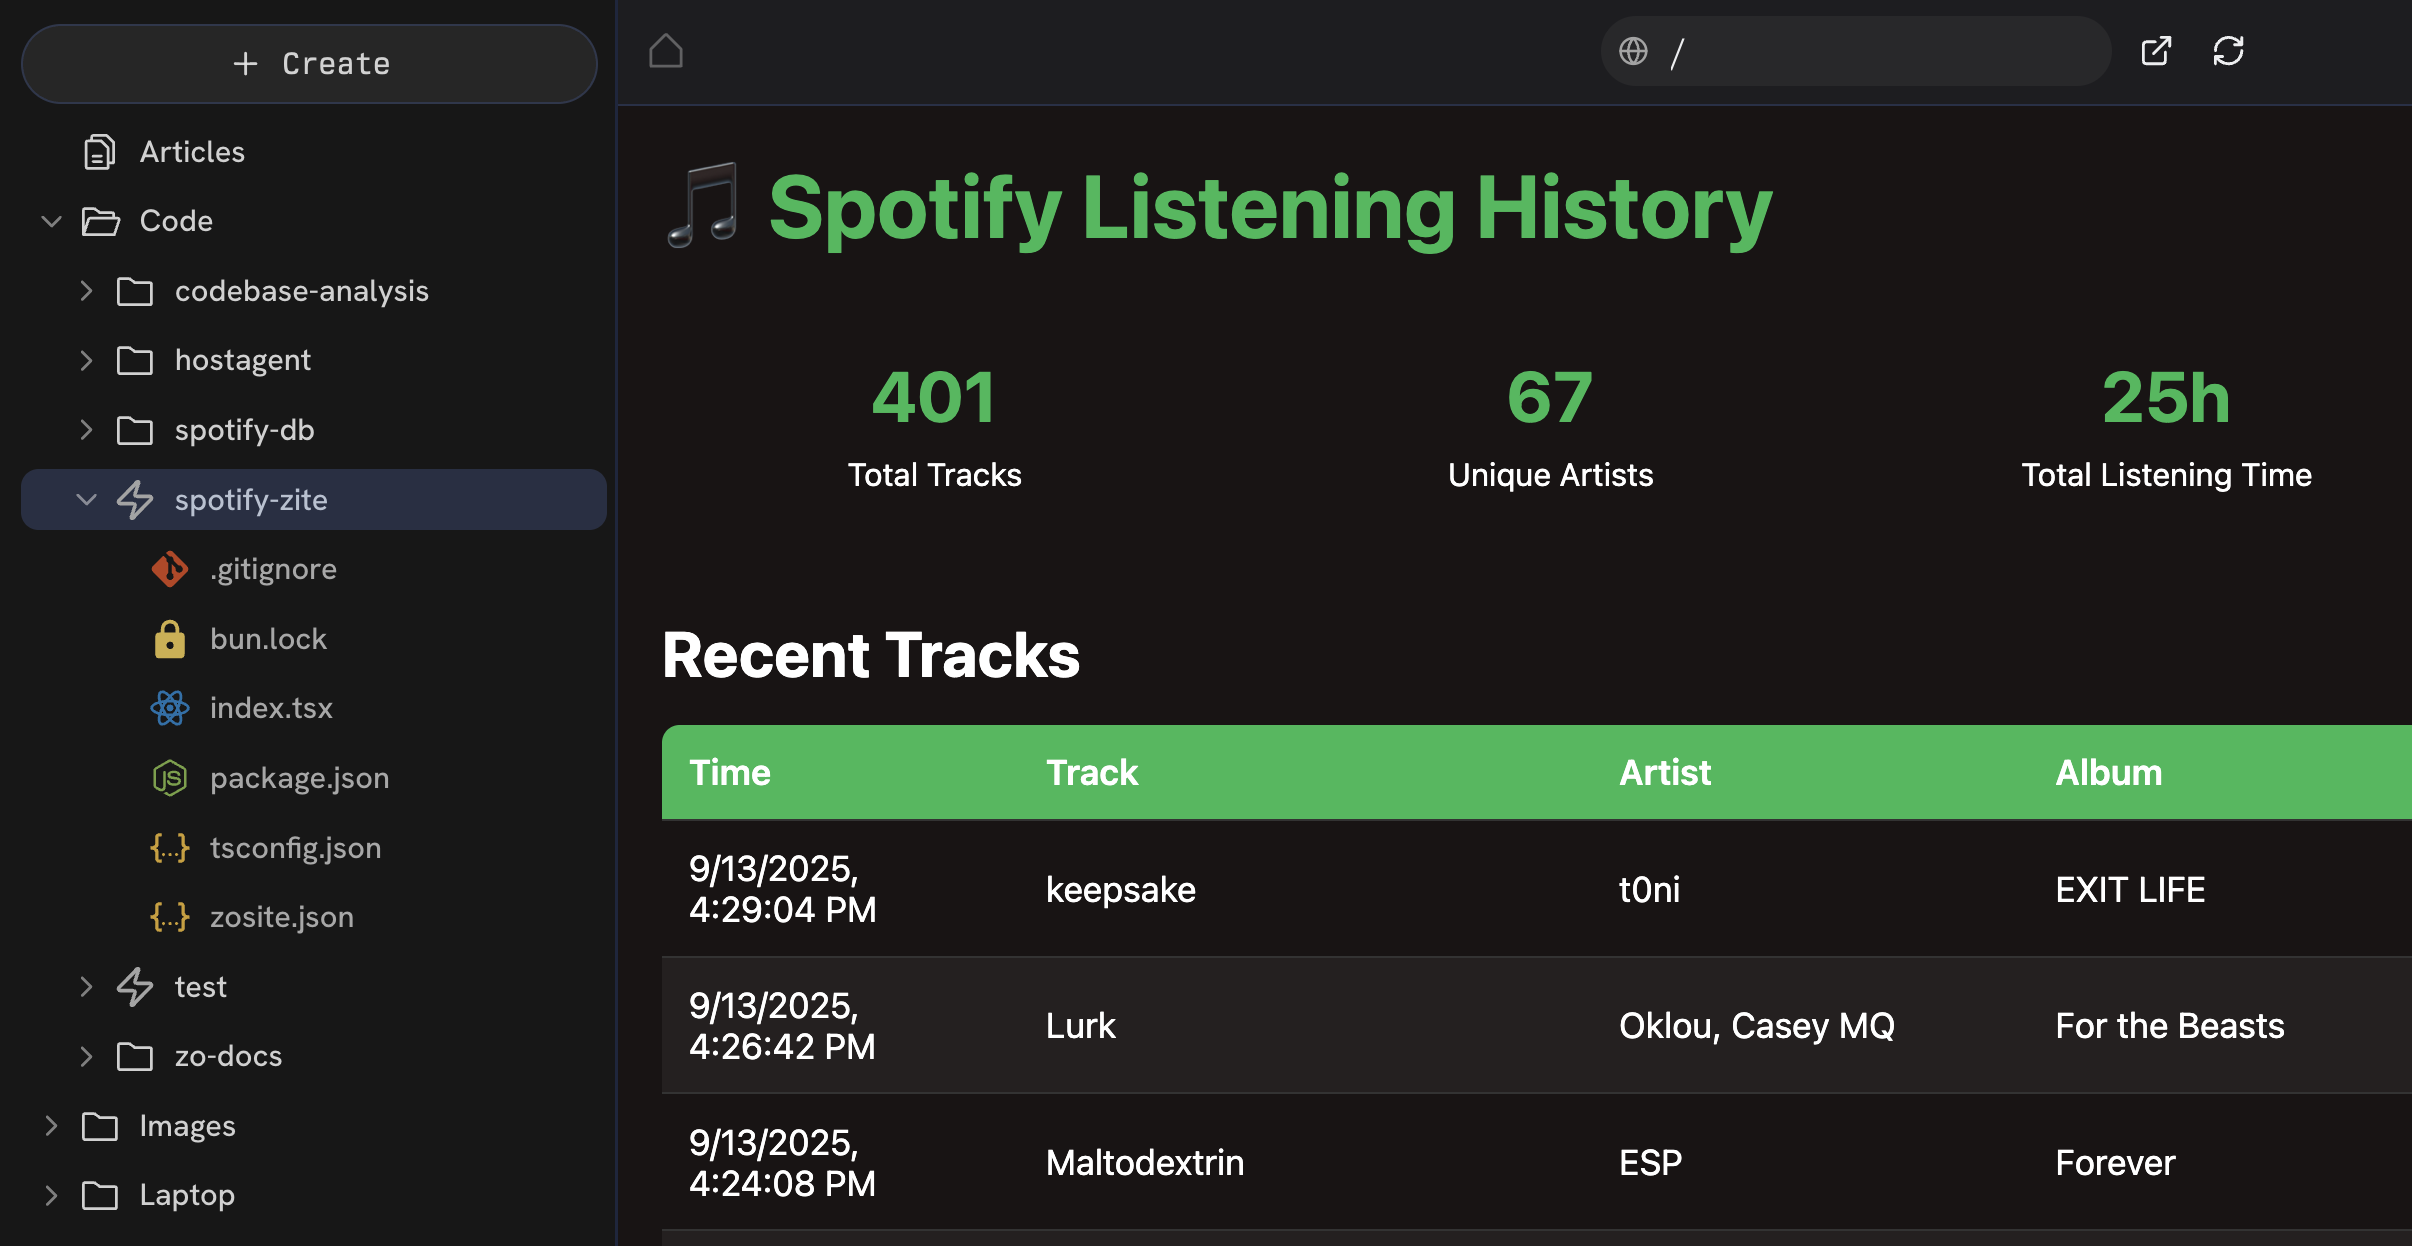 + Create
Articles
Code
codebase-analysis
hostagent
spotify-db
spotify-zite
.gitignore
bun.lock
index.tsx
package.json
tsconfig.json
zosite.json
test
zo-docs
Images
Laptop
/
🎵 Spotify Listening History
401 67 25h
Total Tracks Unique Artists Total Listening Time
Recent Tracks
Time Track Artist Album
9/13/2025,
4:29:04 PM keepsake t0ni EXIT LIFE
9/13/2025,
4:26:42 PM Lurk Oklou, Casey MQ For the Beasts
9/13/2025,
4:24:08 PM Maltodextrin ESP Forever